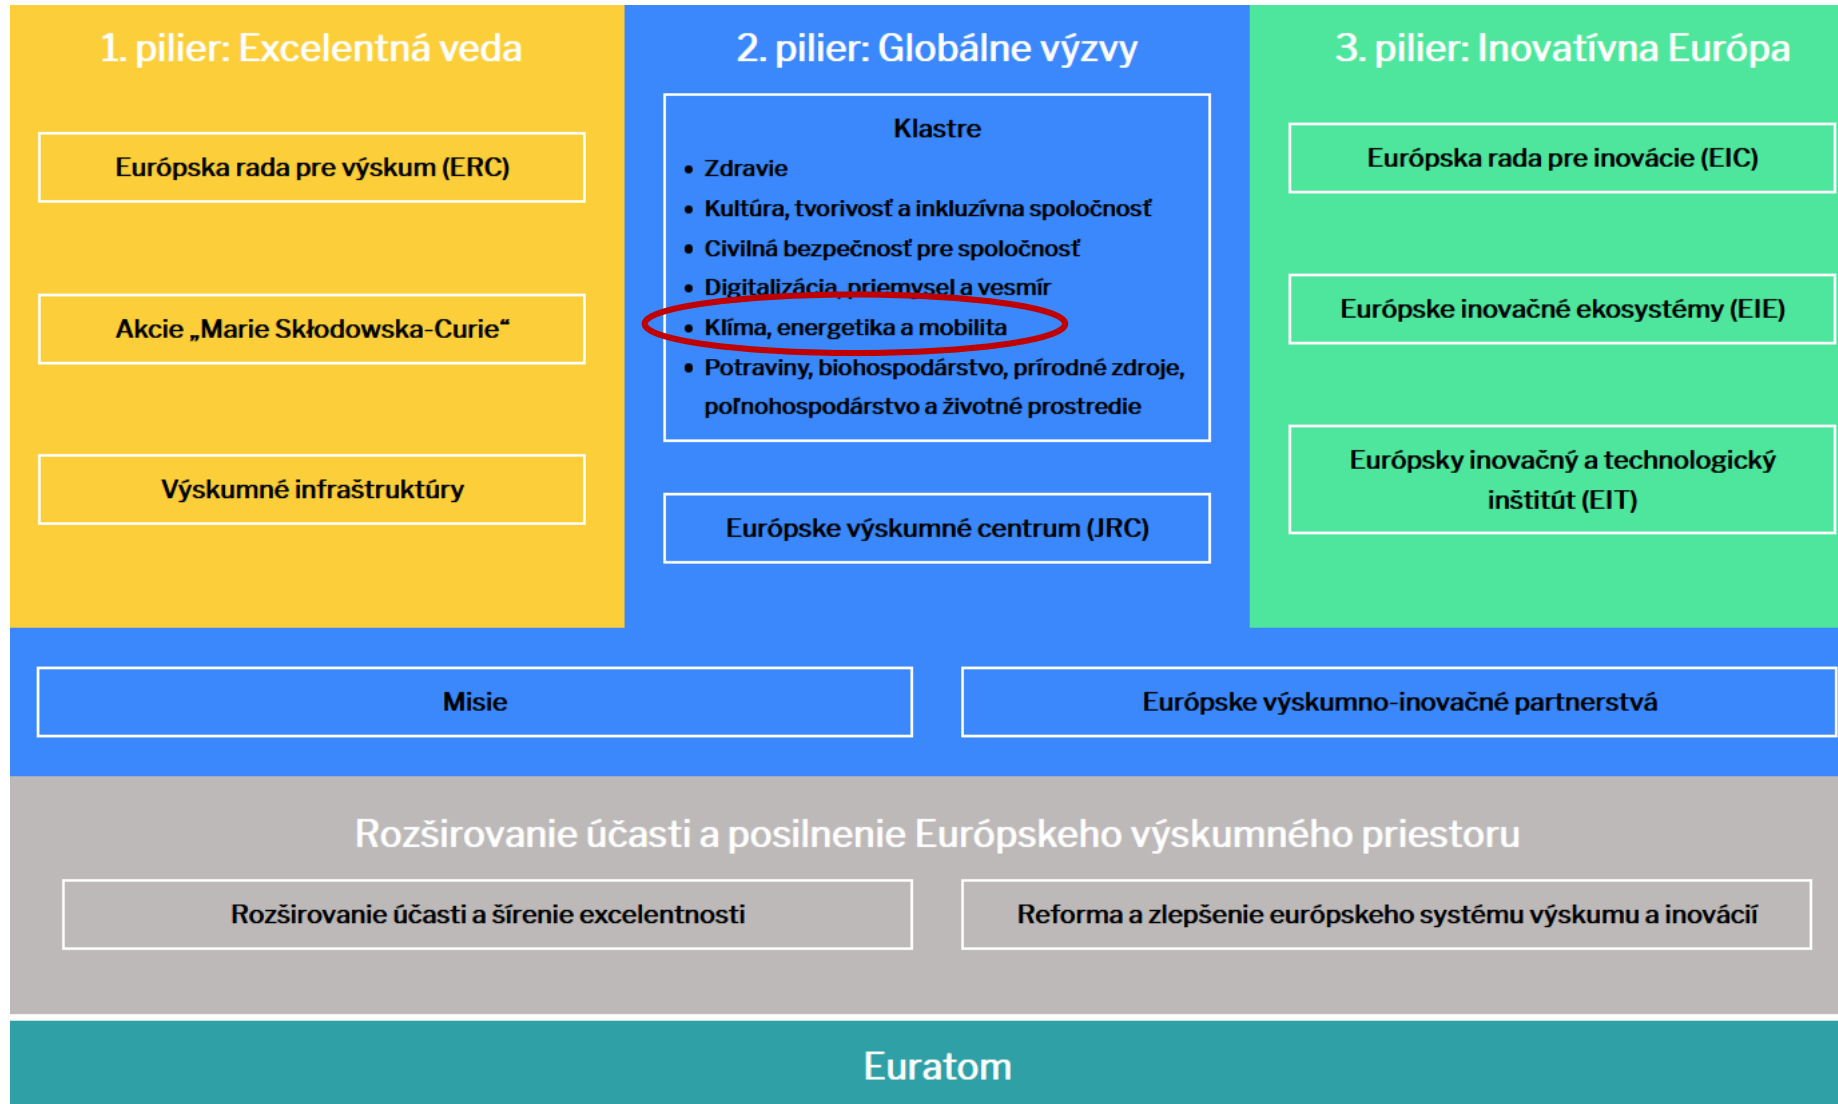 1. pilier: Excelentná veda
Európska rada pre výskum (ERC)
Akcie „Marie Skłodowska-Curie“
Výskumné infraštruktúry
2. pilier: Globálne výzvy
Klastre
• Zdravie
• Kultúra, tvorivosť a inkluzívna spoločnosť
• Civilná bezpečnosť pre spoločnosť
• Digitalizácia, priemysel a vesmír
• Klíma, energetika a mobilita
• Potraviny, biohospodárstvo, prírodné zdroje,
poľnohospodárstvo a životné prostredie
Európske výskumné centrum (JRC)
3. pilier: Inovatívna Európa
Európska rada pre inovácie (EIC)
Európske inovačné ekosystémy (EIE)
Európsky inovačný a technologický
inštitút (EIT)
Misie
Európske výskumno-inovačné partnerstvá
Rozširovanie účasti a posilnenie Európskeho výskumného priestoru
Rozširovanie účasti a šírenie excelentnosti
Reforma a zlepšenie európskeho systému výskumu a inovácií
Euratom